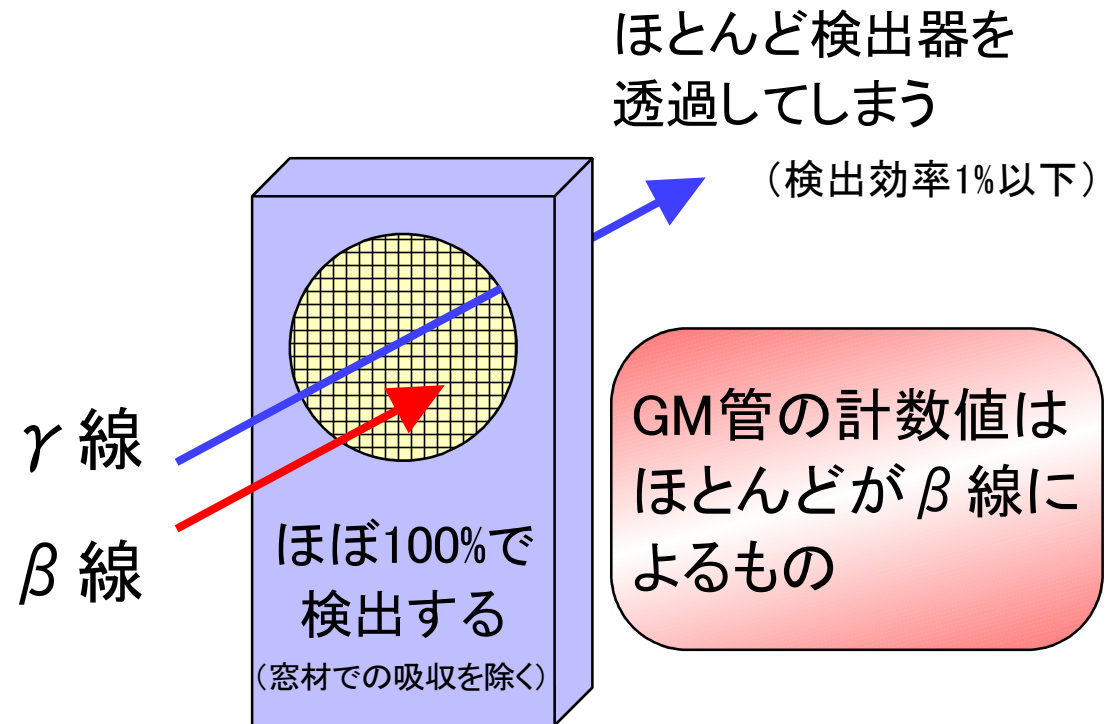 ほとんど検出器を
透過してしまう
（検出効率1%以下）
γ線
β線
ほぼ100%で
検出する
（窓材での吸収を除く）
GM管の計数値は
ほとんどがβ線に
よるもの